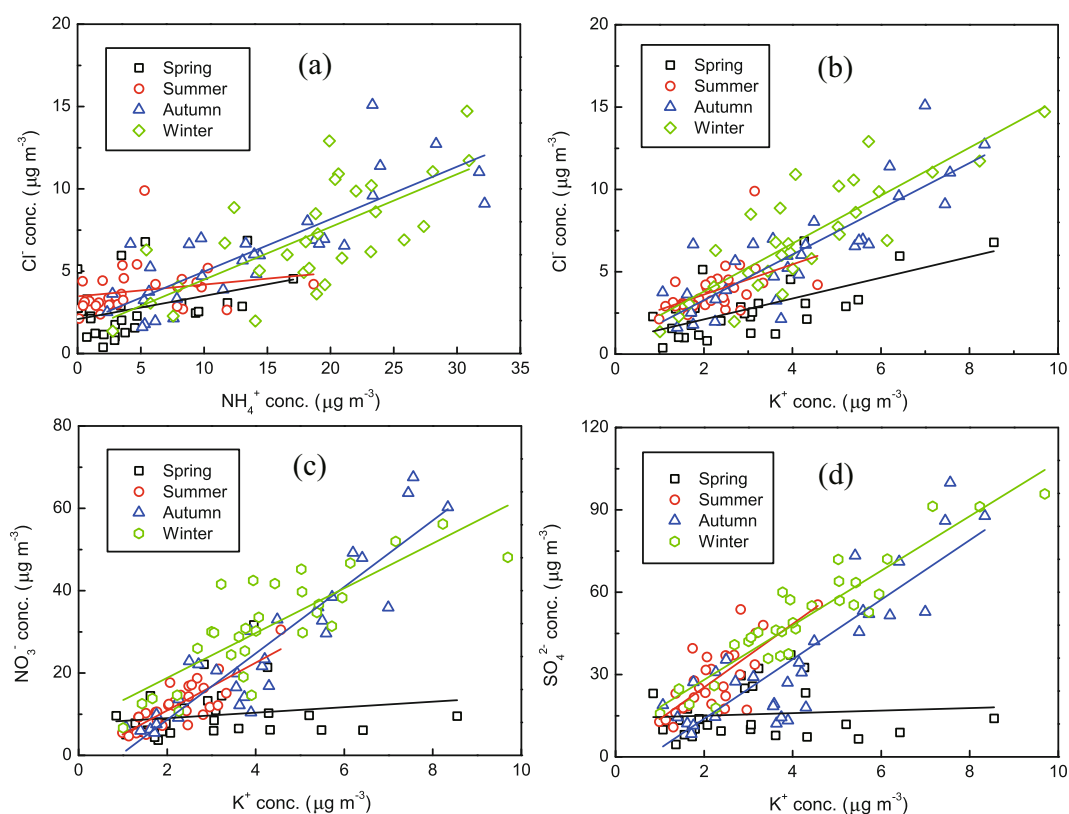 20
15
10
5
0
Cl⁻ conc. (μg m⁻³)
Spring
Summer
Autumn
Winter
(a)
0 5 10 15 20 25 30 35
NH₄⁺ conc. (μg m⁻³)
20
15
10
5
0
Cl⁻ conc. (μg m⁻³)
Spring
Summer
Autumn
Winter
(b)
0 2 4 6 8 10
K⁺ conc. (μg m⁻³)
80
60
40
20
0
NO₃⁻ conc. (μg m⁻³)
Spring
Summer
Autumn
Winter
(c)
0 2 4 6 8 10
K⁺ conc. (μg m⁻³)
120
90
60
30
0
SO₄²⁻ conc. (μg m⁻³)
Spring
Summer
Autumn
Winter
(d)
0 2 4 6 8 10
K⁺ conc. (μg m⁻³)